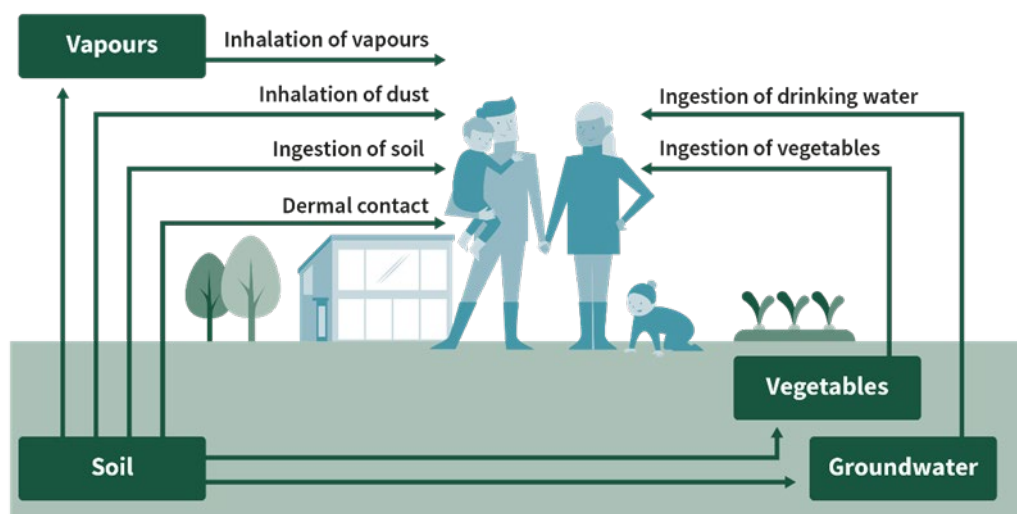 Vapours
Inhalation of vapours
Inhalation of dust
Ingestion of soil
Dermal contact
Ingestion of drinking water
Ingestion of vegetables
Vegetables
Soil
Groundwater